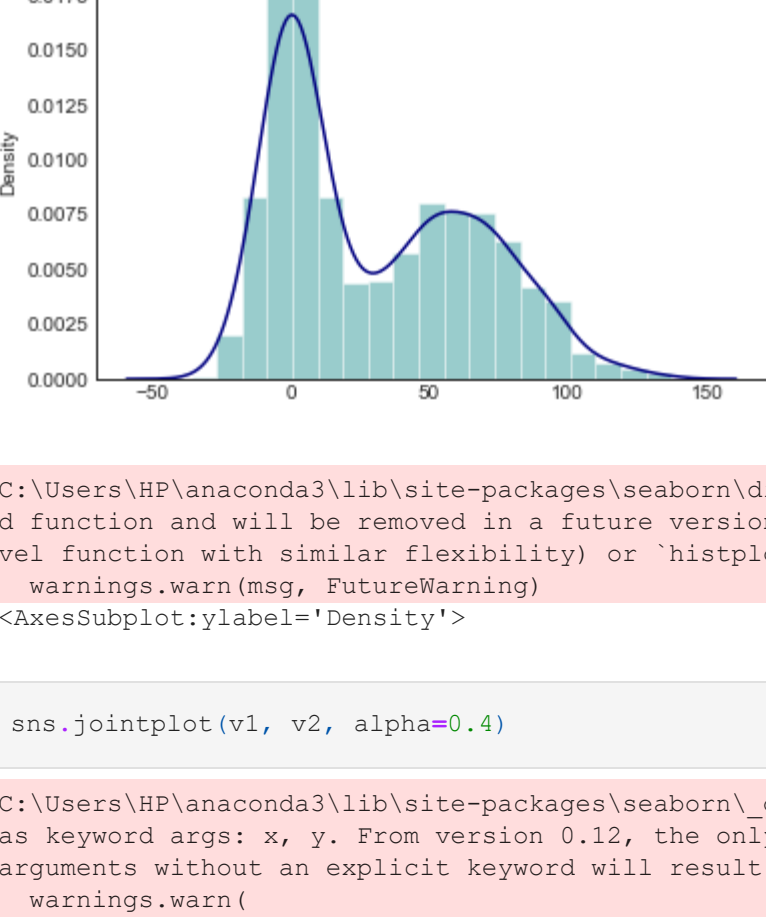 0.0150
0.0125
0.0100
0.0075
0.0050
0.0025
0.0000
Density
−50 0 50 100 150
C:\Users\HP\anaconda3\lib\site-packages\seaborn\
d function and will be removed in a future version
vel function with similar flexibility) or `histpl
warnings.warn(msg, FutureWarning)
<AxesSubplot:ylabel='Density'>
sns.jointplot(v1, v2, alpha=0.4)
C:\Users\HP\anaconda3\lib\site-packages\seaborn\_
as keyword args: x, y. From version 0.12, the only
arguments without an explicit keyword will result
warnings.warn(